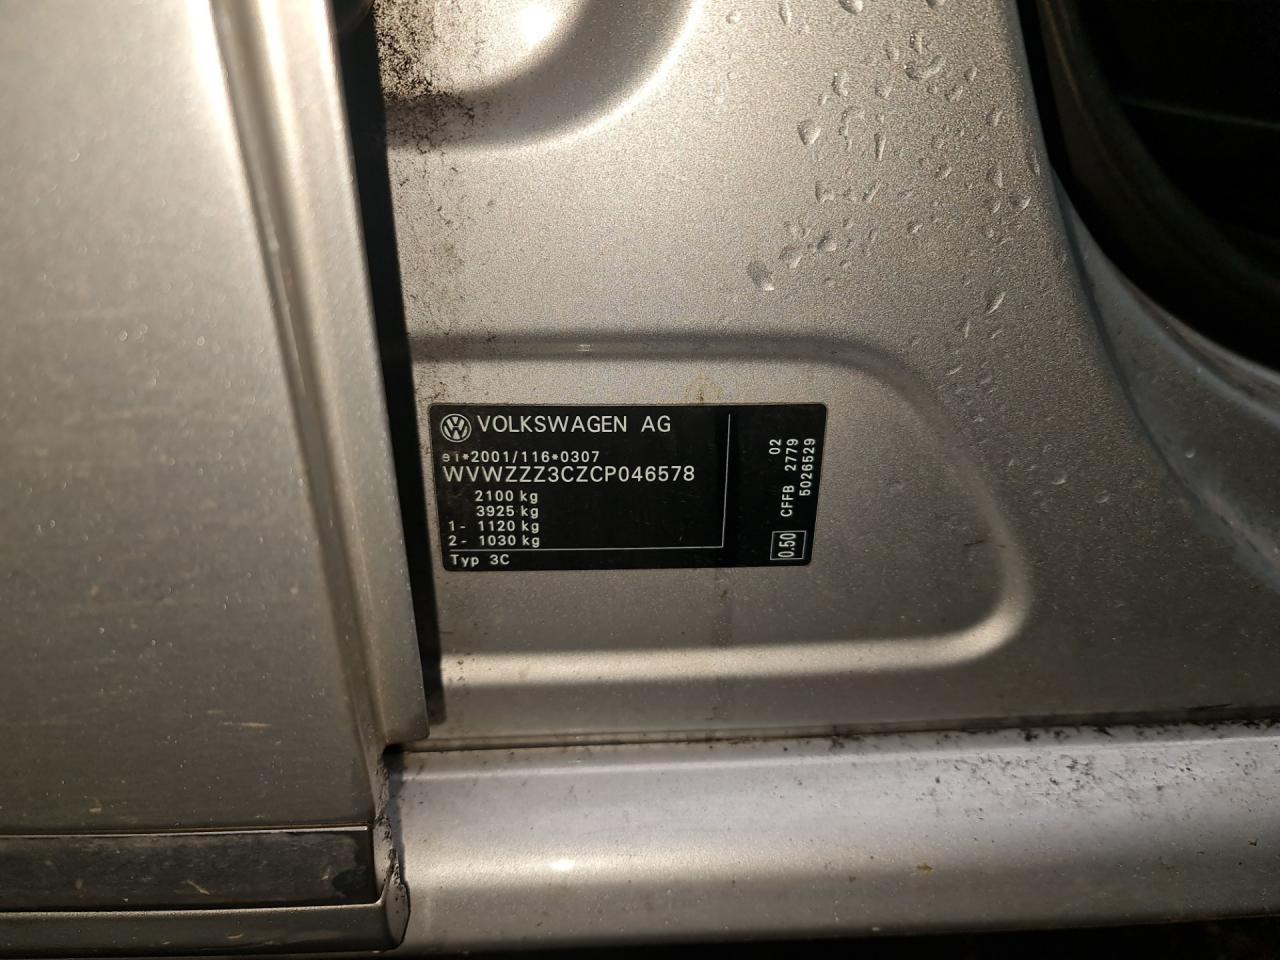 VOLKSWAGEN AG
e1*2001/116*0307
WVWZZZ3CZCP046578
2100 kg
3925 kg
1- 1120 kg
2- 1030 kg
Typ 3C
02
CFFB 2779
5026529
0.50